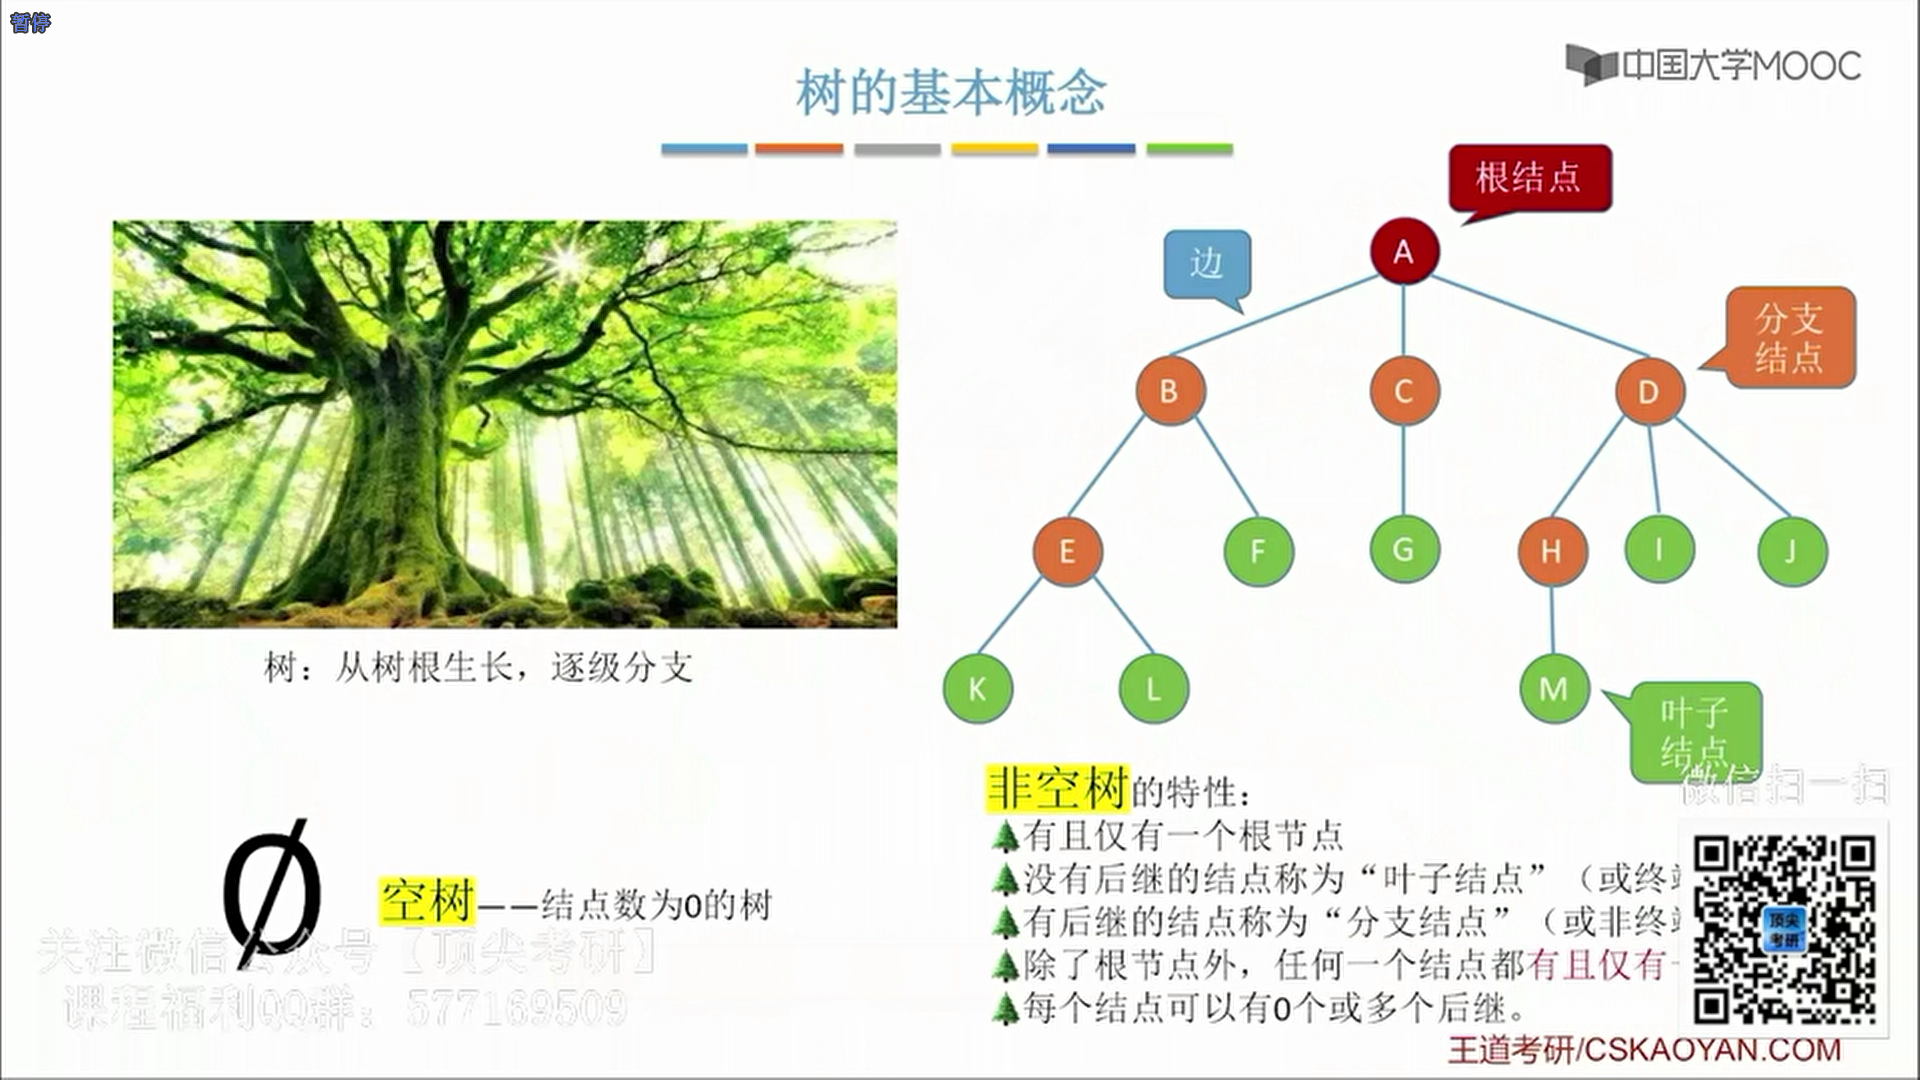 暂停
中国大学MOOC
树的基本概念
根结点
边
A
分支
结点
B
C
D
E
F
G
H
I
J
K
L
M
叶子
结点
树：从树根生长，逐级分支
Ø
空树——结点数为0的树
非空树的特性：
有且仅有一个根节点
没有后继的结点称为“叶子结点”（或终
有后继的结点称为“分支结点”（或非终
除了根节点外，任何一个结点都有且仅有
每个结点可以有0个或多个后继。
微信扫一扫
顶尖
考研
关注微信公众号【顶尖考研】
课程福利QQ群：577169509
王道考研/CSKAOYAN.COM